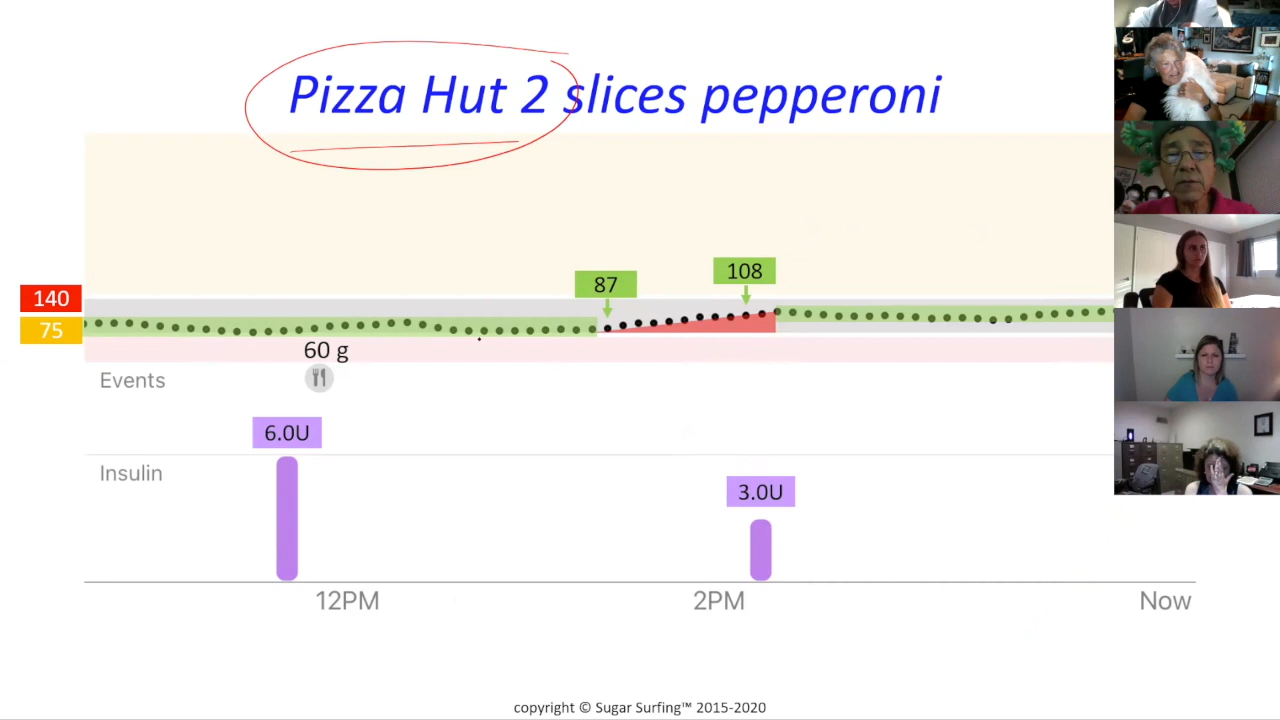 Pizza Hut 2 slices pepperoni
108
87
140
75
60 g
Events
6.0U
Insulin
3.0U
12PM
2PM
Now
copyright © Sugar Surfing™ 2015-2020